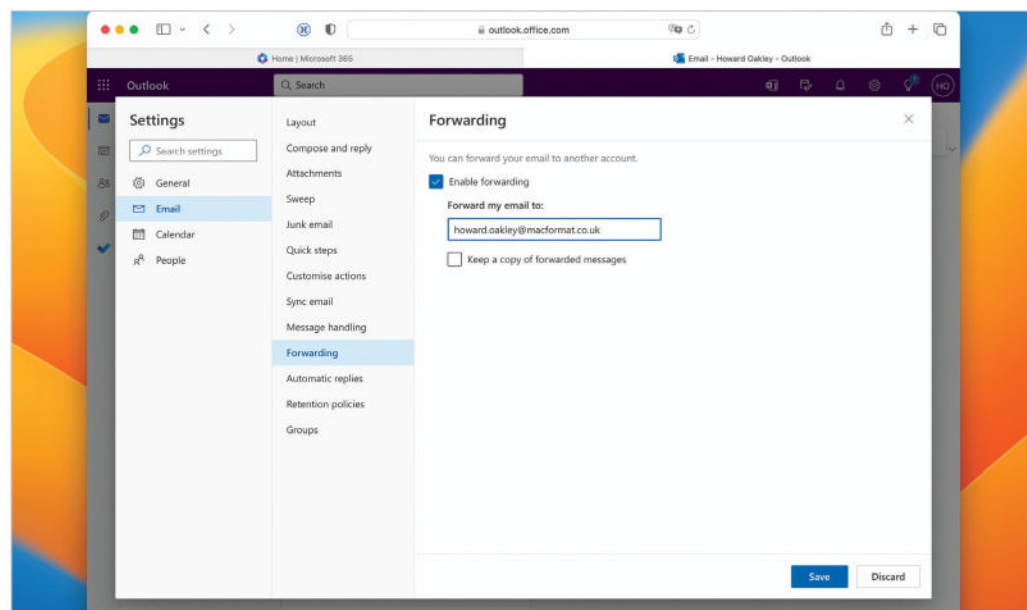 outlook.office.com
Home | Microsoft 365
Email - Howard Oakley - Outlook
Outlook
Search
HO
Settings
Search settings
General
Email
Calendar
People
Layout
Compose and reply
Attachments
Sweep
Junk email
Quick steps
Customise actions
Sync email
Message handling
Forwarding
Automatic replies
Retention policies
Groups
Forwarding
You can forward your email to another account.
Enable forwarding
Forward my email to:
howard.oakley@macformat.co.uk
Keep a copy of forwarded messages
Save
Discard